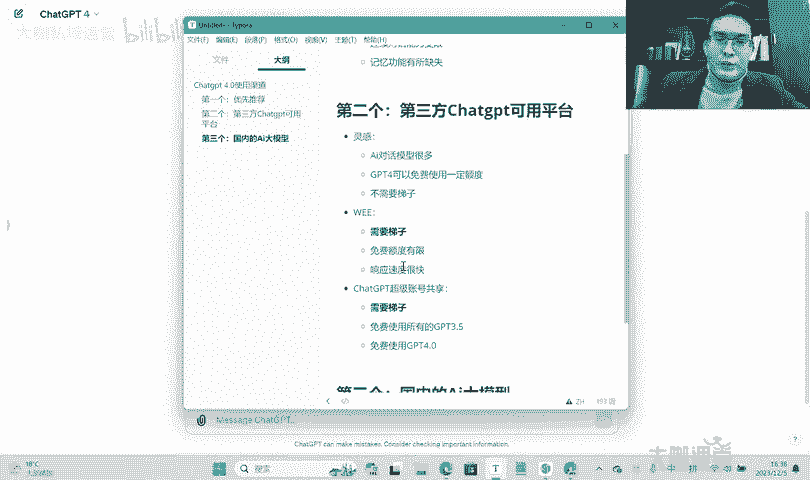 ChatGPT 4
大咖课堂 bilibili
Untitled - Typora
文件(F) 编辑(E) 段落(P) 格式(O) 视图(V) 主题(T) 帮助(H)
文件 大纲
Chatgpt 4.0使用渠道
第一个：优先推荐
第二个：第三方Chatgpt可用
平台
第三个：国内的Ai大模型
记忆功能有所缺失
第二个：第三方Chatgpt可用平台
灵感：
Ai对话模型很多
GPT4可以免费使用一定额度
不需要梯子
WEE：
需要梯子
免费额度有限
响应速度很快
ChatGPT超级账号共享：
需要梯子
免费使用所有的GPT3.5
免费使用GPT4.0
第三个：国内的Ai大模型
ZH 193 词
Message ChatGPT...
ChatGPT can make mistakes. Consider checking important information.
大咖课堂
18°C
搜索
中 拼
16:36
2023/12/5